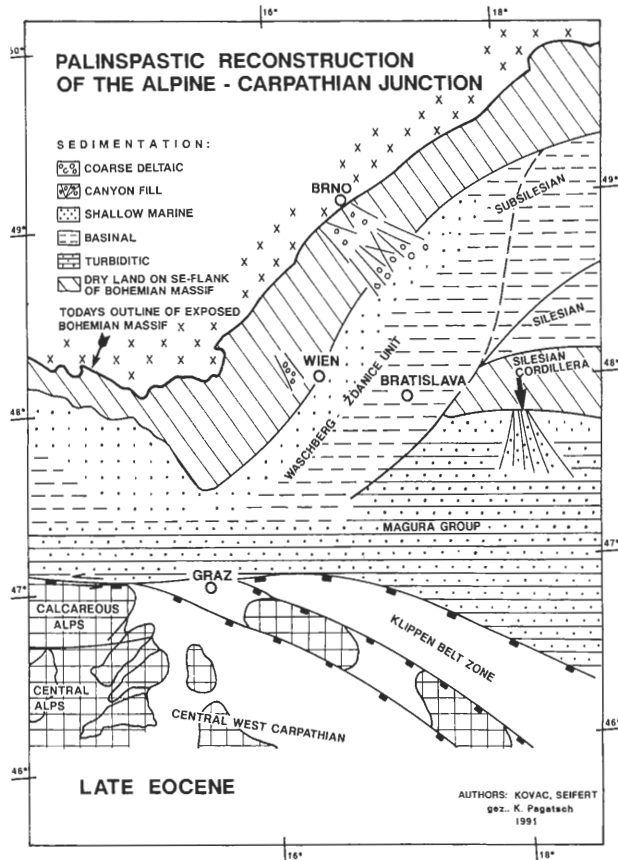 16°
18°
50°
PALINSPASTIC RECONSTRUCTION
OF THE ALPINE - CARPATHIAN JUNCTION
SEDIMENTATION:
COARSE DELTAIC
CANYON FILL
SHALLOW MARINE
BASINAL
TURBIDITIC
DRY LAND ON SE-FLANK
OF BOHEMIAN MASSIF
TODAYS OUTLINE OF EXPOSED
BOHEMIAN MASSIF
BRNO
49°
49°
SUBSILESIAN
SILESIAN
SILESIAN
CORDILLERA
48°
48°
WIEN
BRATISLAVA
WASCHBERG - ŽDANICE UNIT
MAGURA GROUP
47°
47°
GRAZ
CALCAREOUS
ALPS
CENTRAL
ALPS
KLIPPEN BELT ZONE
CENTRAL WEST CARPATHIAN
46°
46°
LATE EOCENE
AUTHORS: KOVAC, SEIFERT
gez.. K. Pagatsch
1991
16°
18°